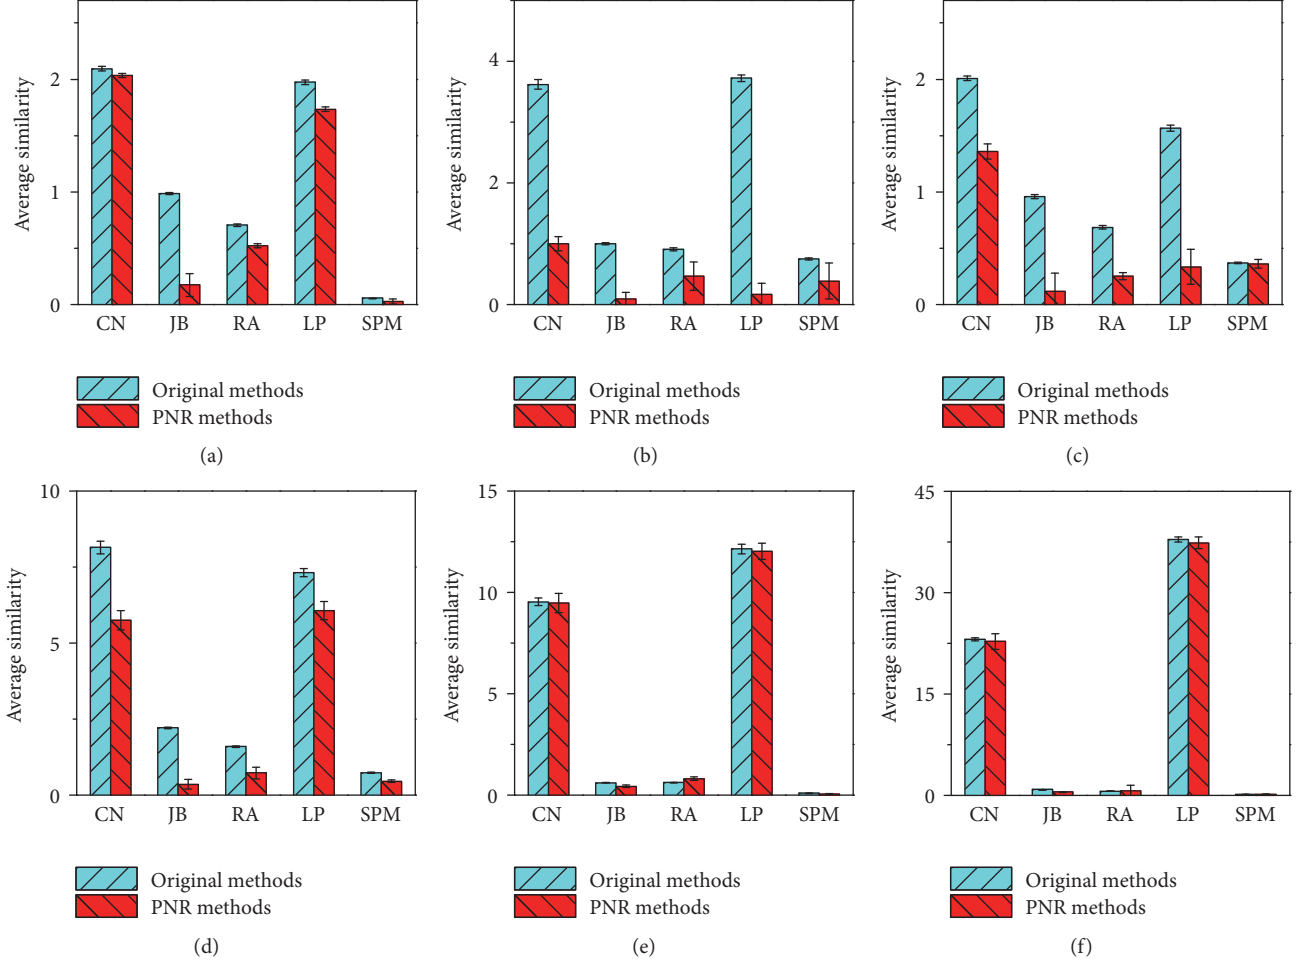 Average similarity
2
1
0
CN JB RA LP SPM
Original methods
PNR methods
(a)
Average similarity
4
2
0
CN JB RA LP SPM
Original methods
PNR methods
(b)
Average similarity
2
1
0
CN JB RA LP SPM
Original methods
PNR methods
(c)
Average similarity
10
5
0
CN JB RA LP SPM
Original methods
PNR methods
(d)
Average similarity
15
10
5
0
CN JB RA LP SPM
Original methods
PNR methods
(e)
Average similarity
45
30
15
0
CN JB RA LP SPM
Original methods
PNR methods
(f)